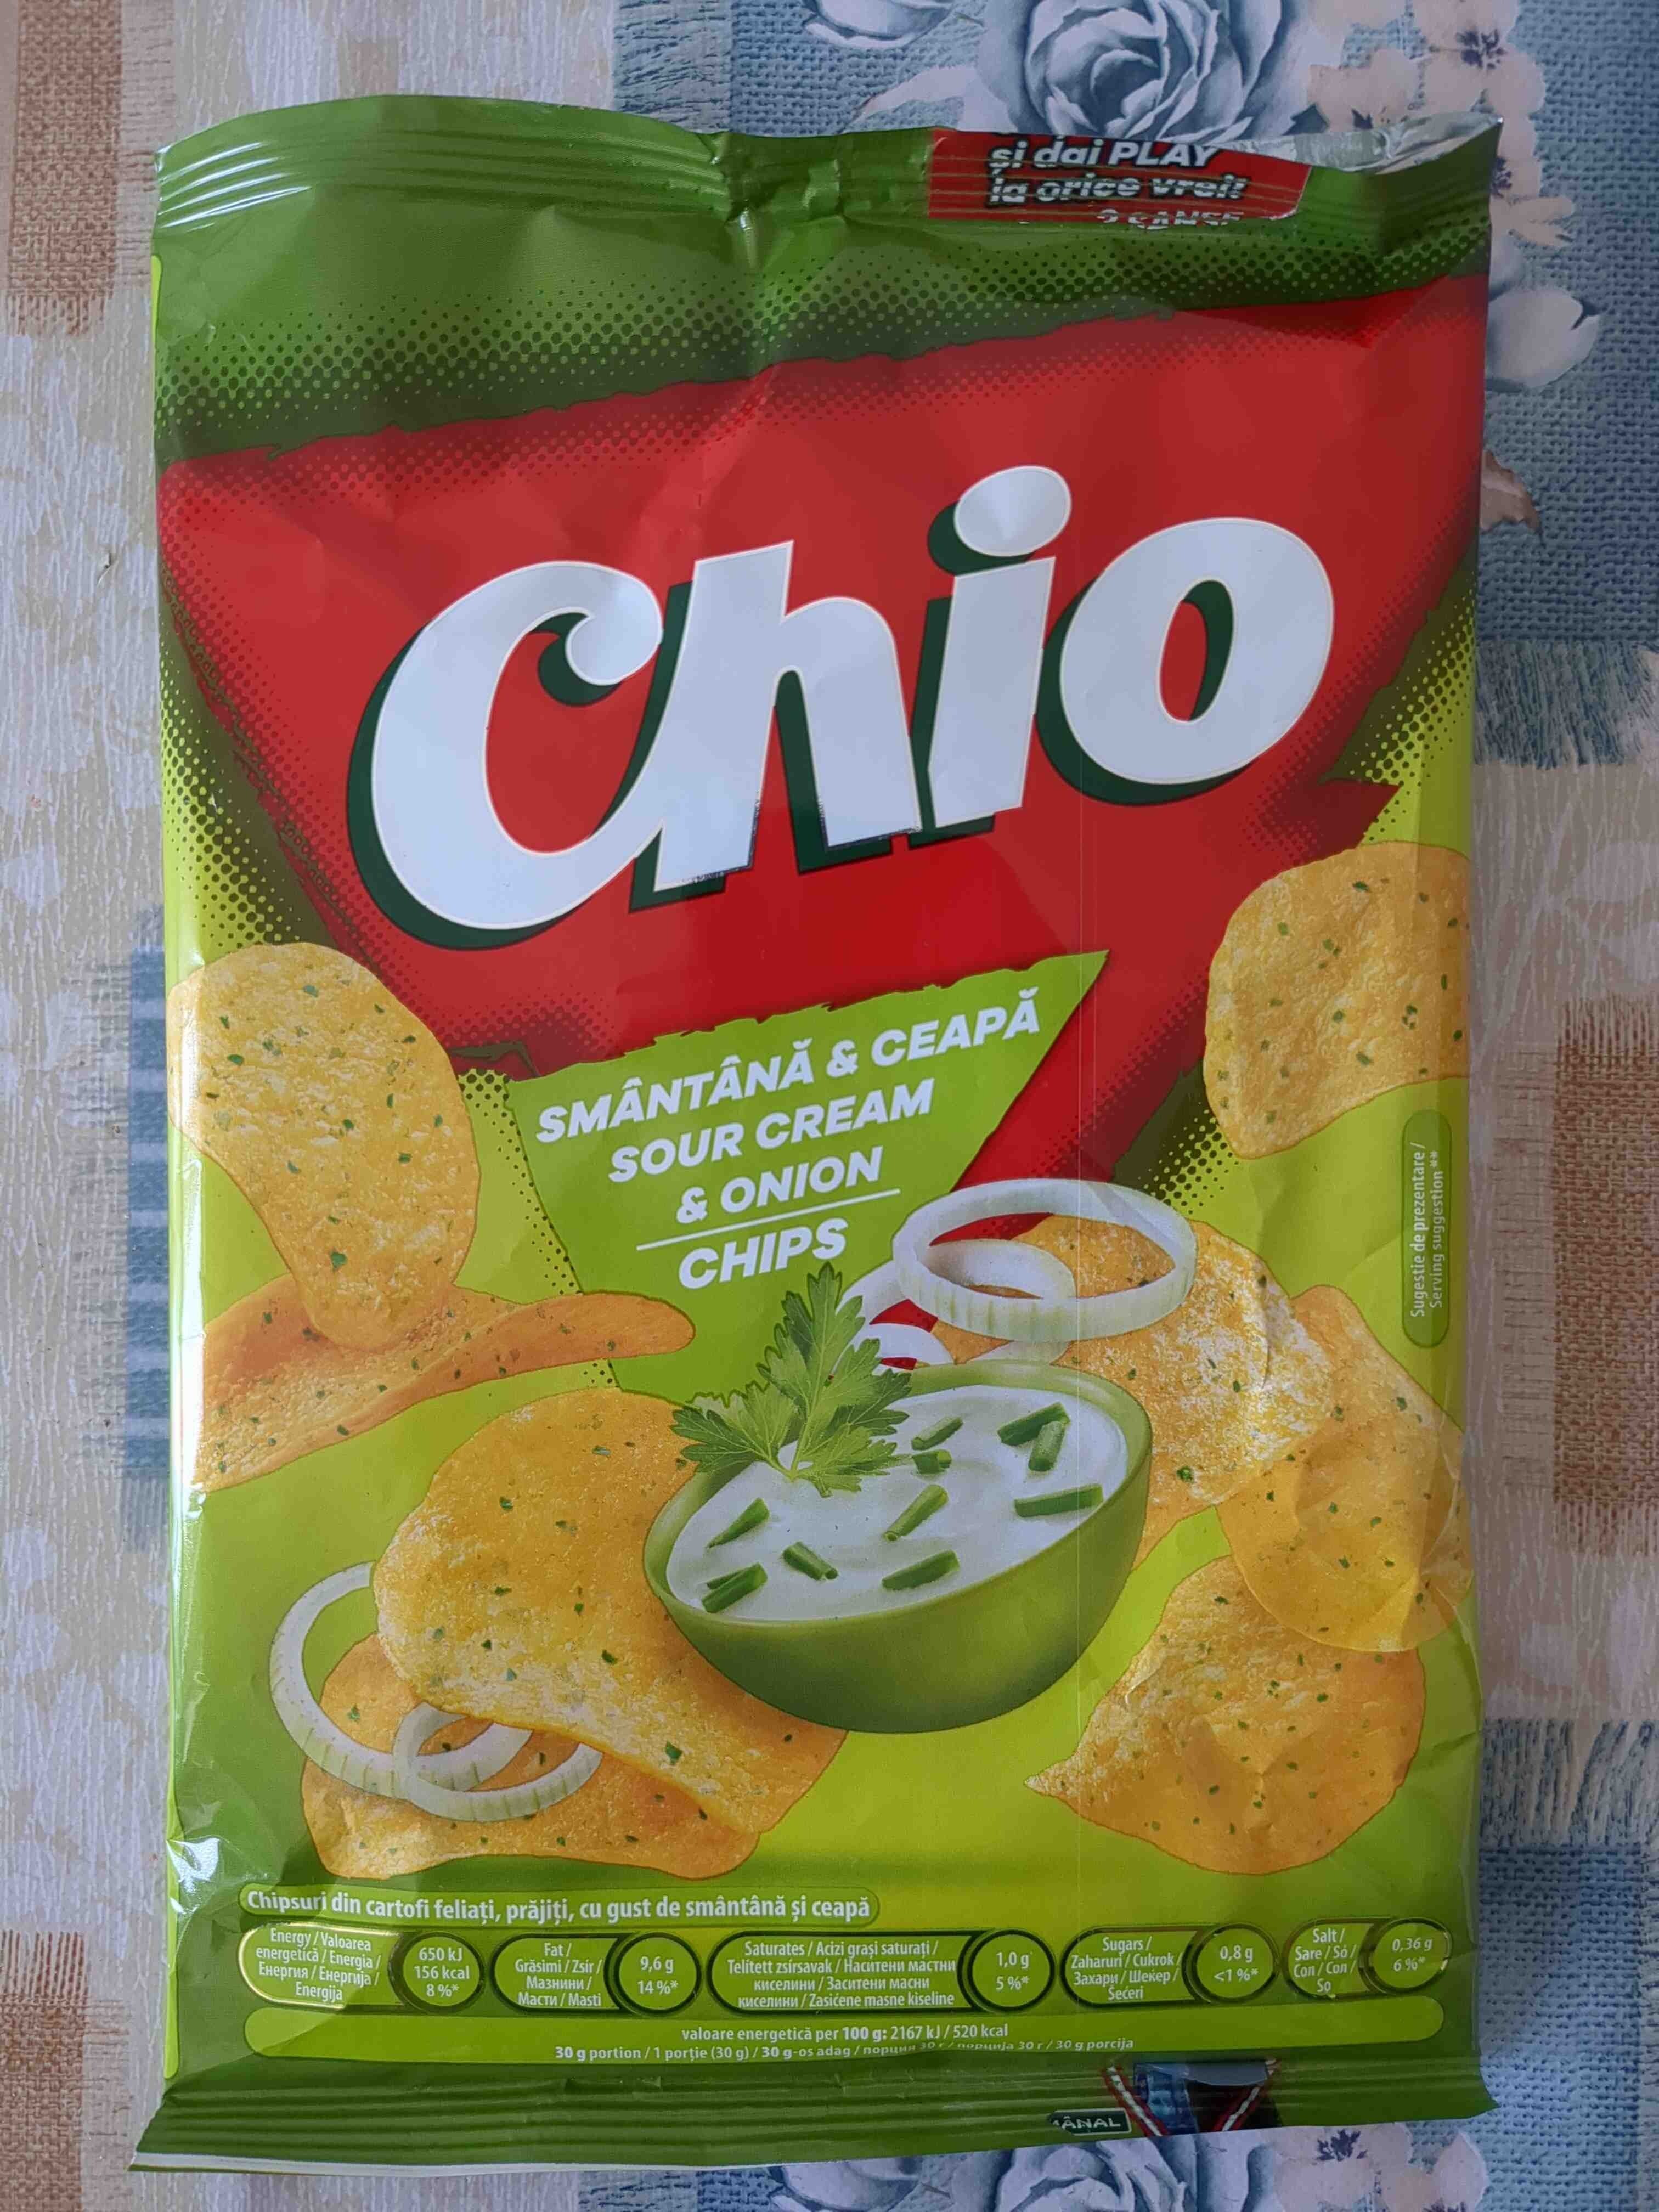 și dai PLAY
la orice vrei!
Chio
SMÂNTÂNĂ & CEAPĂ
SOUR CREAM
& ONION
CHIPS
Sugestie de prezentare /
Serving suggestion**
Chipsuri din cartofi feliați, prăjiți, cu gust de smântână și ceapă
Energy / Valoarea
energetică / Energia /
Енергия / Енергија /
Energija
650 kJ
156 kcal
8 %*
Fat /
Grăsimi / Zsír /
Мазнини /
Масти / Masti
9,6 g
14 %*
Saturates / Acizi grași saturați /
Telített zsírsavak / Наситени мастни
киселини / Заситени масни
киселини / Zasićene masne kiseline
1,0 g
5 %*
Sugars /
Zaharuri / Cukrok /
Захари / Шеќер /
Šećeri
0,8 g
<1 %*
Salt /
Sare / Só /
Сол / Сол /
So
0,36 g
6 %*
valoare energetică per 100 g: 2167 kJ / 520 kcal
30 g portion / 1 porție (30 g) / 30 g-os adag / порция 30 г / порција 30 г / 30 g porcija